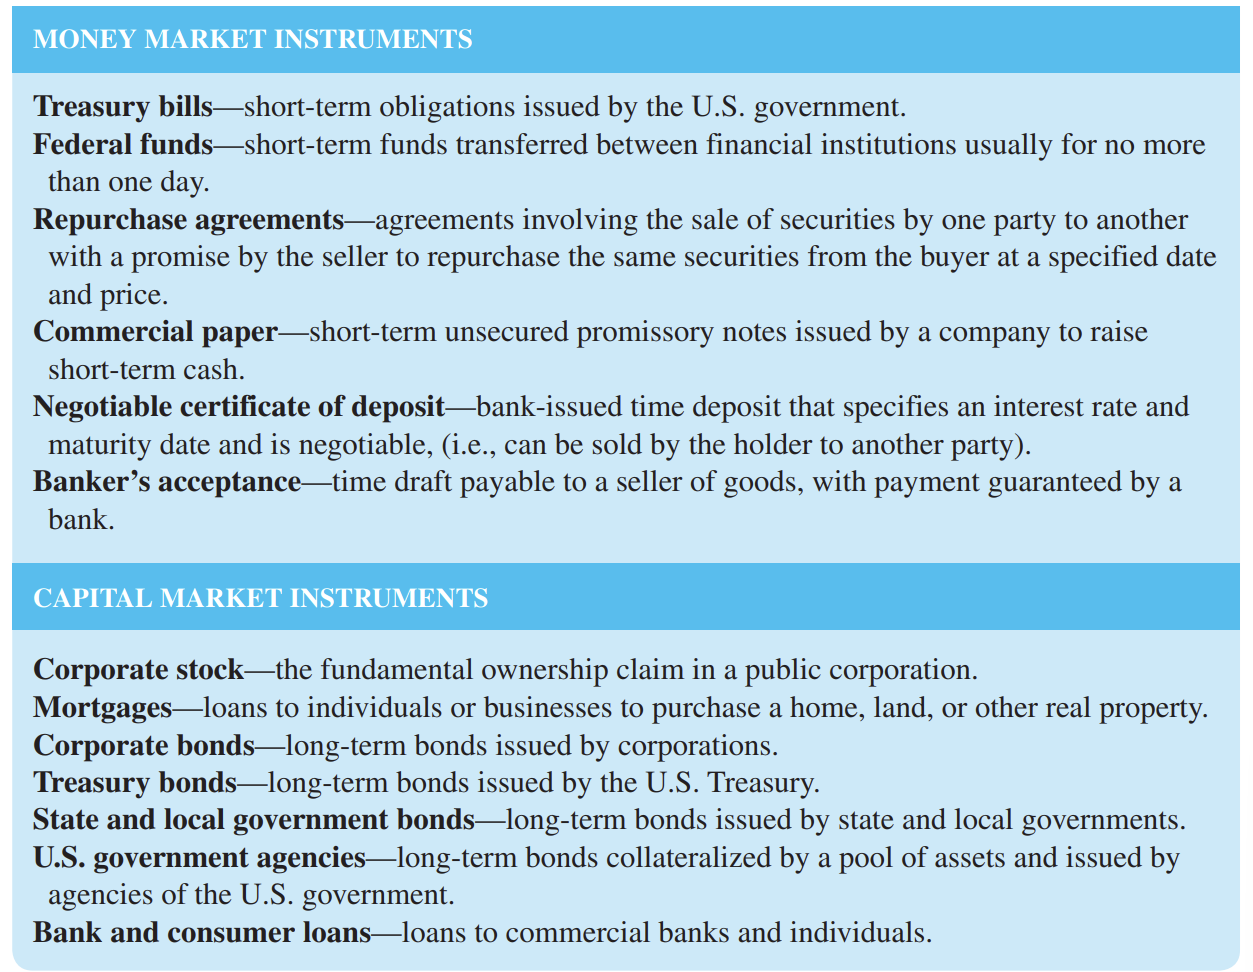 MONEY MARKET INSTRUMENTS
Treasury bills—short-term obligations issued by the U.S. government.
Federal funds—short-term funds transferred between financial institutions usually for no more
than one day.
Repurchase agreements—agreements involving the sale of securities by one party to another
with a promise by the seller to repurchase the same securities from the buyer at a specified date
and price.
Commercial paper—short-term unsecured promissory notes issued by a company to raise
short-term cash.
Negotiable certificate of deposit—bank-issued time deposit that specifies an interest rate and
maturity date and is negotiable, (i.e., can be sold by the holder to another party).
Banker’s acceptance—time draft payable to a seller of goods, with payment guaranteed by a
bank.
CAPITAL MARKET INSTRUMENTS
Corporate stock—the fundamental ownership claim in a public corporation.
Mortgages—loans to individuals or businesses to purchase a home, land, or other real property.
Corporate bonds—long-term bonds issued by corporations.
Treasury bonds—long-term bonds issued by the U.S. Treasury.
State and local government bonds—long-term bonds issued by state and local governments.
U.S. government agencies—long-term bonds collateralized by a pool of assets and issued by
agencies of the U.S. government.
Bank and consumer loans—loans to commercial banks and individuals.